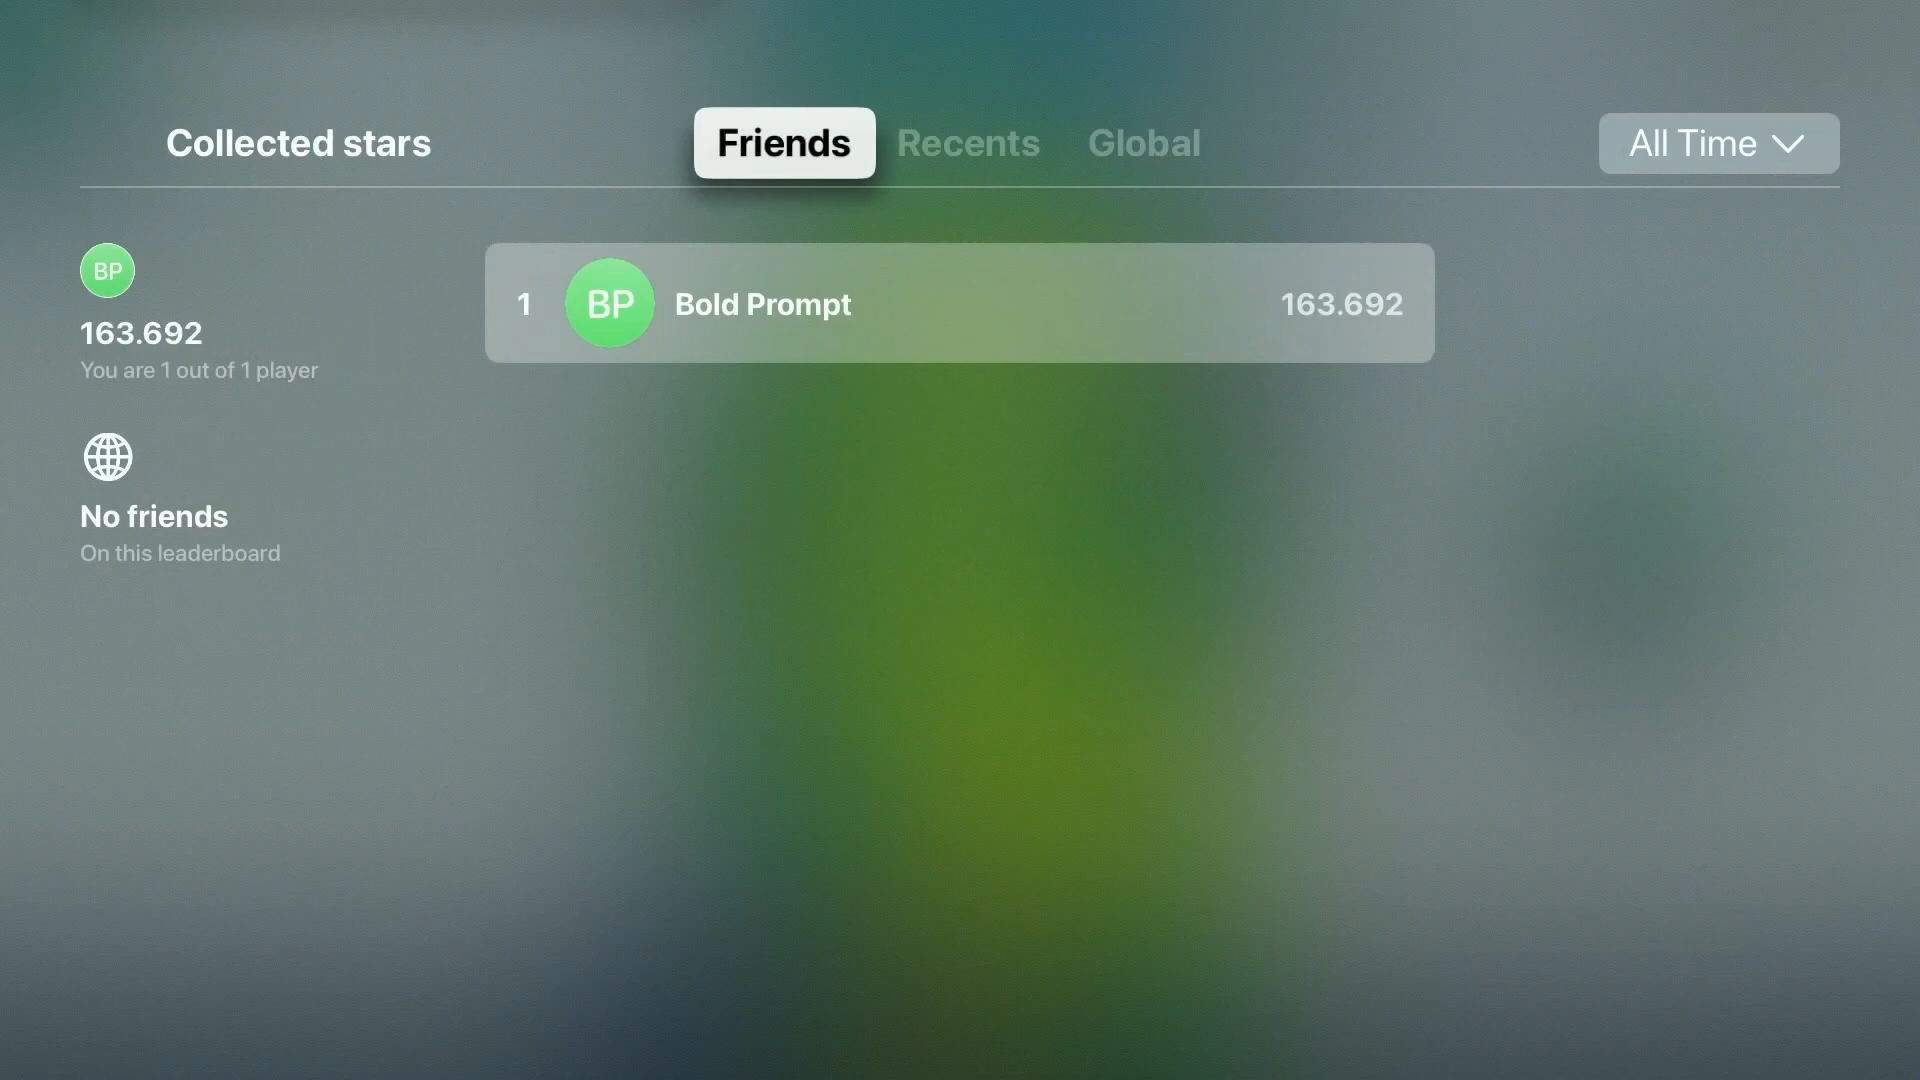 Collected stars
Friends
Recents
Global
All Time
BP
163.692
You are 1 out of 1 player
No friends
On this leaderboard
1
BP
Bold Prompt
163.692